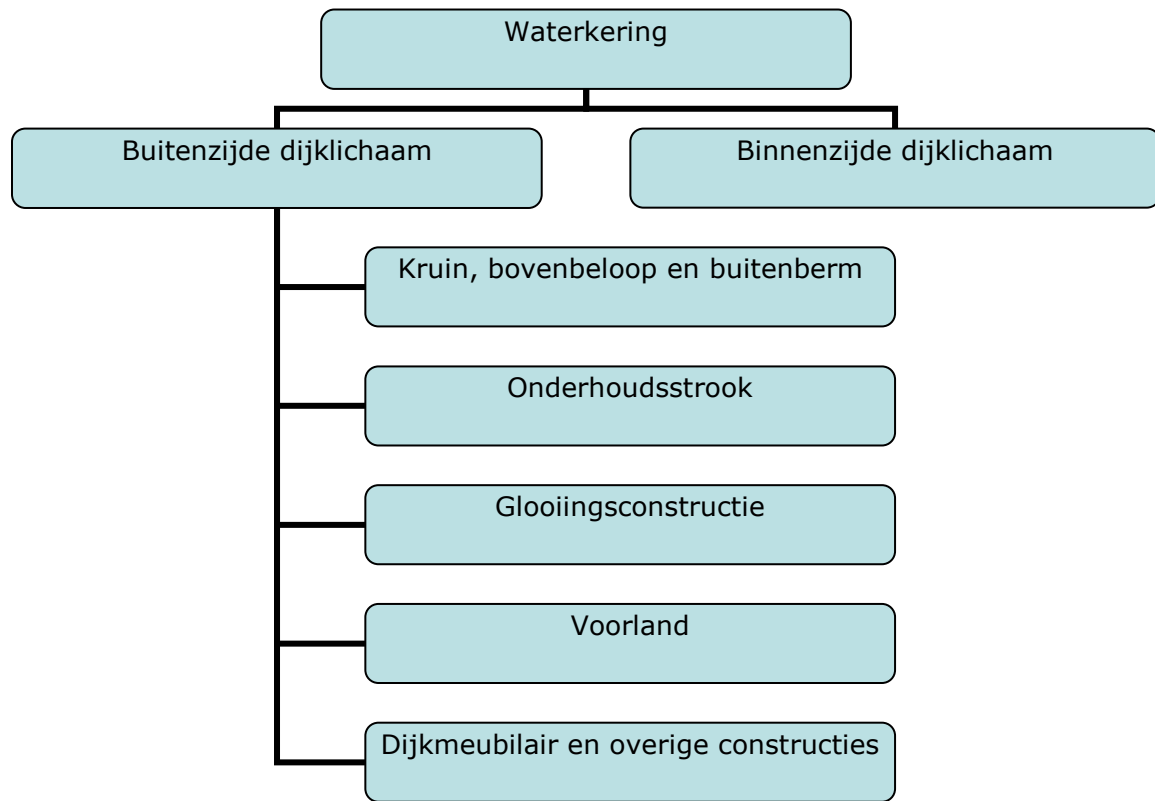 Waterkering
Buitenzijde dijklichaam
Binnenzijde dijklichaam
Kruin, bovenbeloop en buitenberm
Onderhoudsstrook
Glooiingsconstructie
Voorland
Dijkmeubilair en overige constructies